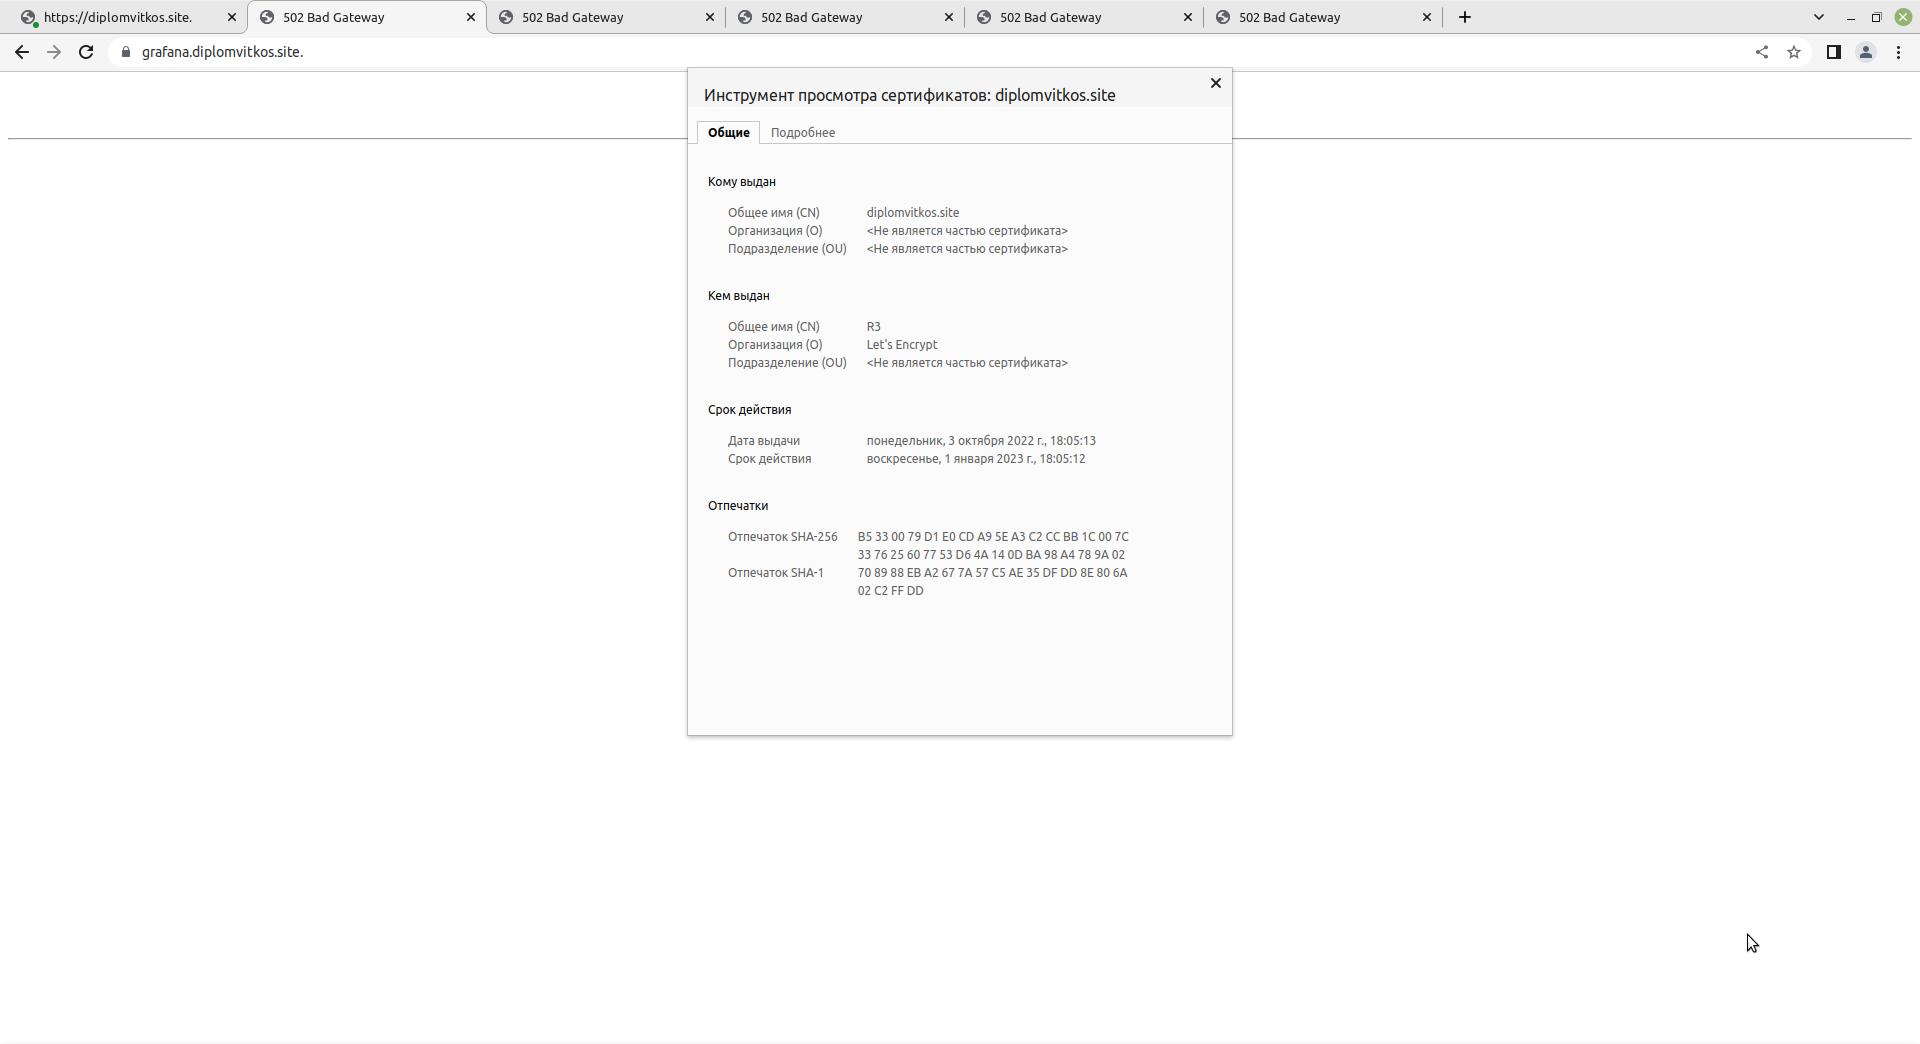 https://diplomvitkos.site.
502 Bad Gateway
502 Bad Gateway
502 Bad Gateway
502 Bad Gateway
502 Bad Gateway
grafana.diplomvitkos.site.
Инструмент просмотра сертификатов: diplomvitkos.site
Общие Подробнее
Кому выдан
Общее имя (CN) diplomvitkos.site
Организация (O) <Не является частью сертификата>
Подразделение (OU) <Не является частью сертификата>
Кем выдан
Общее имя (CN) R3
Организация (O) Let's Encrypt
Подразделение (OU) <Не является частью сертификата>
Срок действия
Дата выдачи понедельник, 3 октября 2022 г., 18:05:13
Срок действия воскресенье, 1 января 2023 г., 18:05:12
Отпечатки
Отпечаток SHA-256 B5 33 00 79 D1 E0 CD A9 5E A3 C2 CC BB 1C 00 7C
33 76 25 60 77 53 D6 4A 14 0D BA 98 A4 78 9A 02
Отпечаток SHA-1 70 89 88 EB A2 67 7A 57 C5 AE 35 DF DD 8E 80 6A
02 C2 FF DD